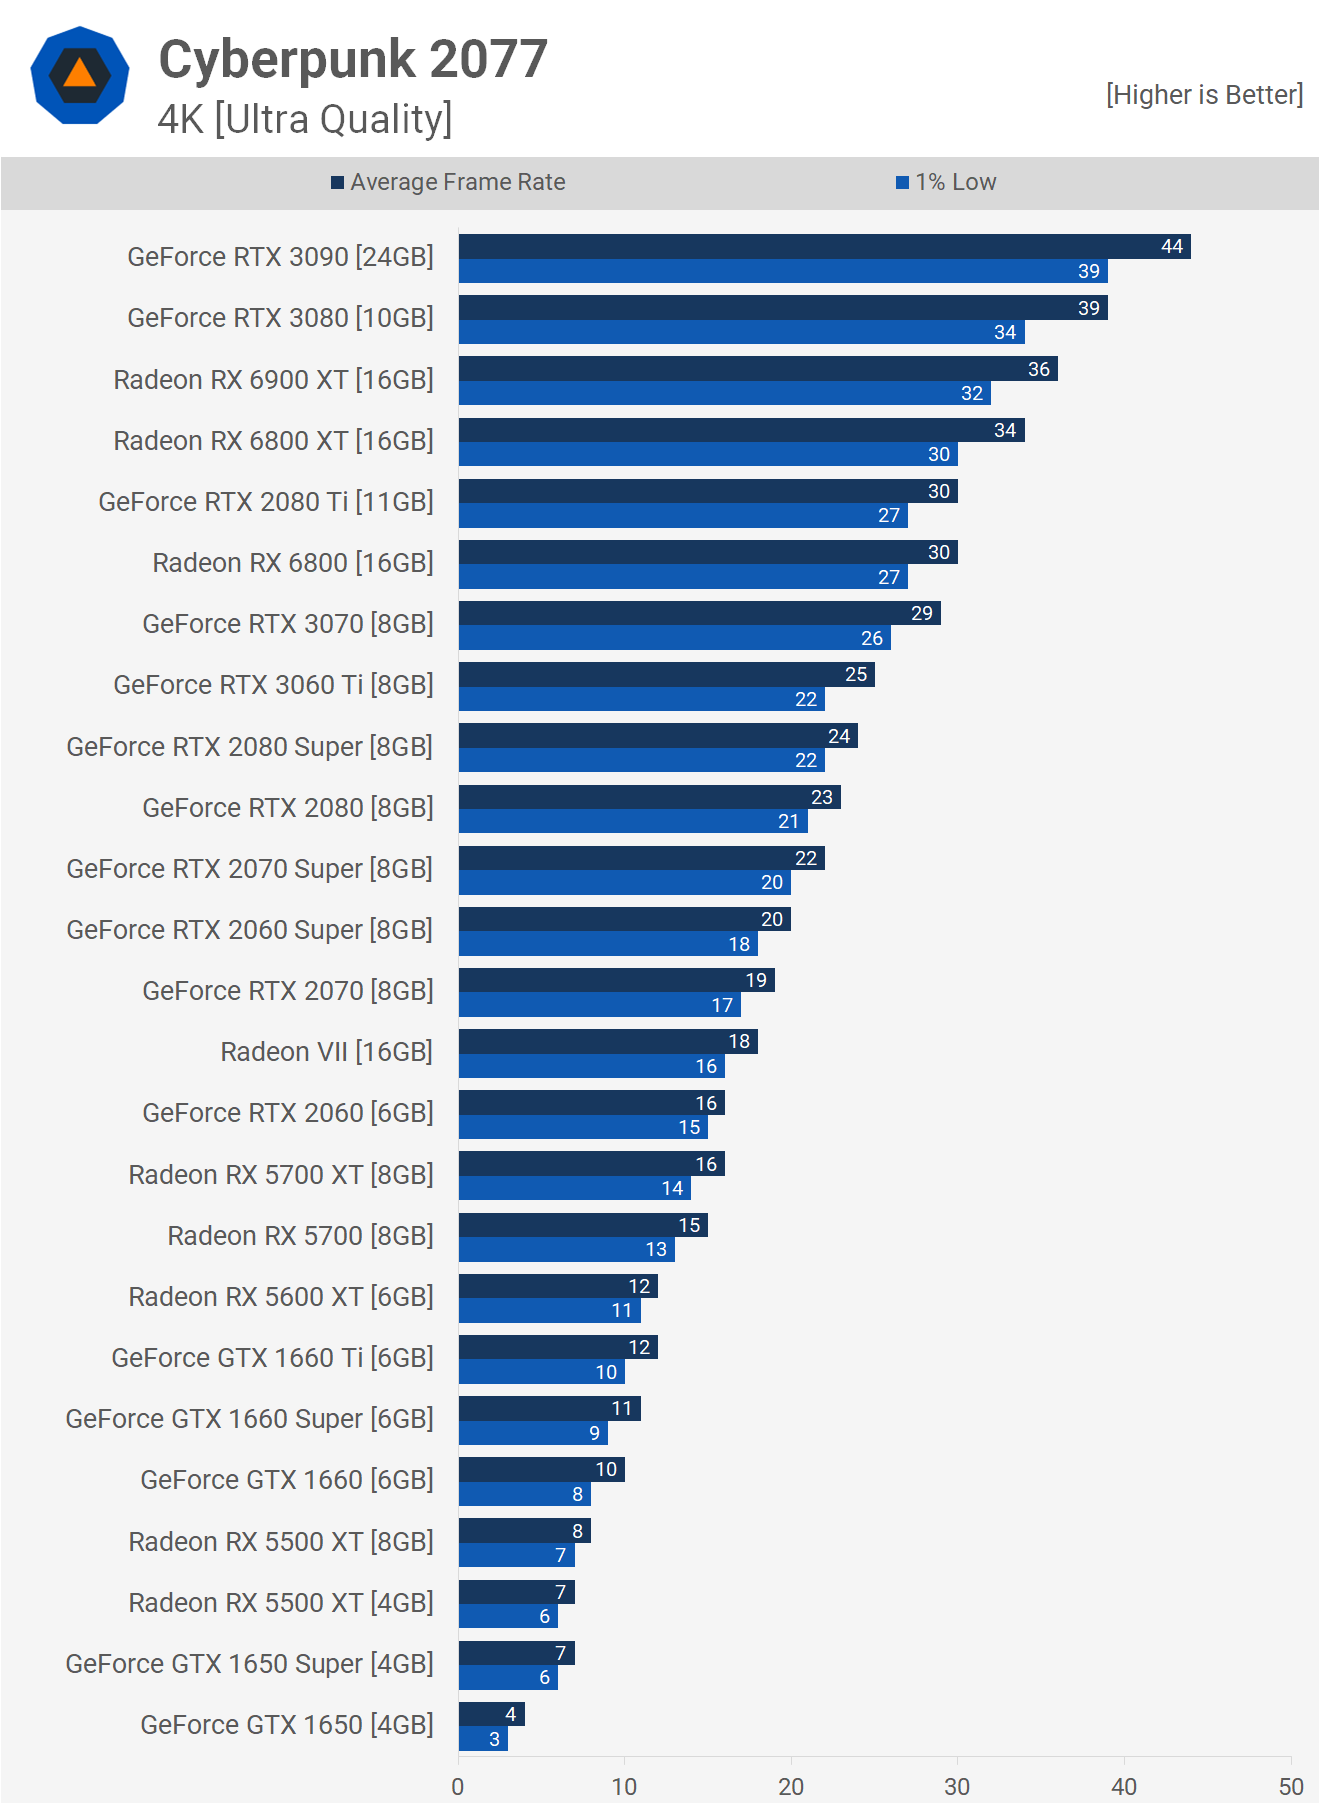 Cyberpunk 2077
4K [Ultra Quality]
[Higher is Better]
Average Frame Rate 1% Low
GeForce RTX 3090 [24GB] 44
39
GeForce RTX 3080 [10GB] 39
34
Radeon RX 6900 XT [16GB] 36
32
Radeon RX 6800 XT [16GB] 34
30
GeForce RTX 2080 Ti [11GB] 30
27
Radeon RX 6800 [16GB] 30
27
GeForce RTX 3070 [8GB] 29
26
GeForce RTX 3060 Ti [8GB] 25
22
GeForce RTX 2080 Super [8GB] 24
22
GeForce RTX 2080 [8GB] 23
21
GeForce RTX 2070 Super [8GB] 22
20
GeForce RTX 2060 Super [8GB] 20
18
GeForce RTX 2070 [8GB] 19
17
Radeon VII [16GB] 18
16
GeForce RTX 2060 [6GB] 16
15
Radeon RX 5700 XT [8GB] 16
14
Radeon RX 5700 [8GB] 15
13
Radeon RX 5600 XT [6GB] 12
11
GeForce GTX 1660 Ti [6GB] 12
10
GeForce GTX 1660 Super [6GB] 11
9
GeForce GTX 1660 [6GB] 10
8
Radeon RX 5500 XT [8GB] 8
7
Radeon RX 5500 XT [4GB] 7
6
GeForce GTX 1650 Super [4GB] 7
6
GeForce GTX 1650 [4GB] 4
3
0 10 20 30 40 50